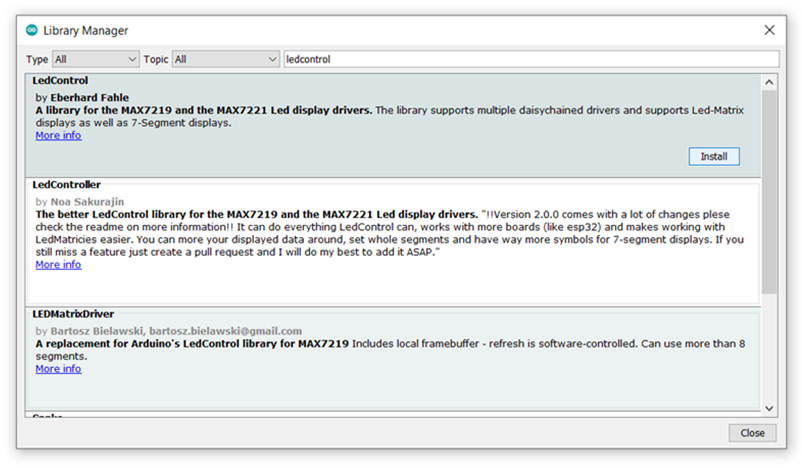 Library Manager
Type All Topic All ledcontrol
LedControl
by Eberhard Fahle
A library for the MAX7219 and the MAX7221 Led display drivers. The library supports multiple daisychained drivers and supports Led-Matrix
displays as well as 7-Segment displays.
More info
Install
LedController
by Noa Sakurajin
The better LedControl library for the MAX7219 and the MAX7221 Led display drivers. "!!Version 2.0.0 comes with a lot of changes plese
check the readme on more information!! It can do everything LedControl can, works with more boards (like esp32) and makes working with
LedMatricies easier. You can more your displayed data around, set whole segments and have way more symbols for 7-segment displays. If you
still miss a feature just create a pull request and I will do my best to add it ASAP."
More info
LEDMatrixDriver
by Bartosz Bielawski, bartosz.bielawski@gmail.com
A replacement for Arduino's LedControl library for MAX7219 Includes local framebuffer - refresh is software-controlled. Can use more than 8
segments.
More info
Close